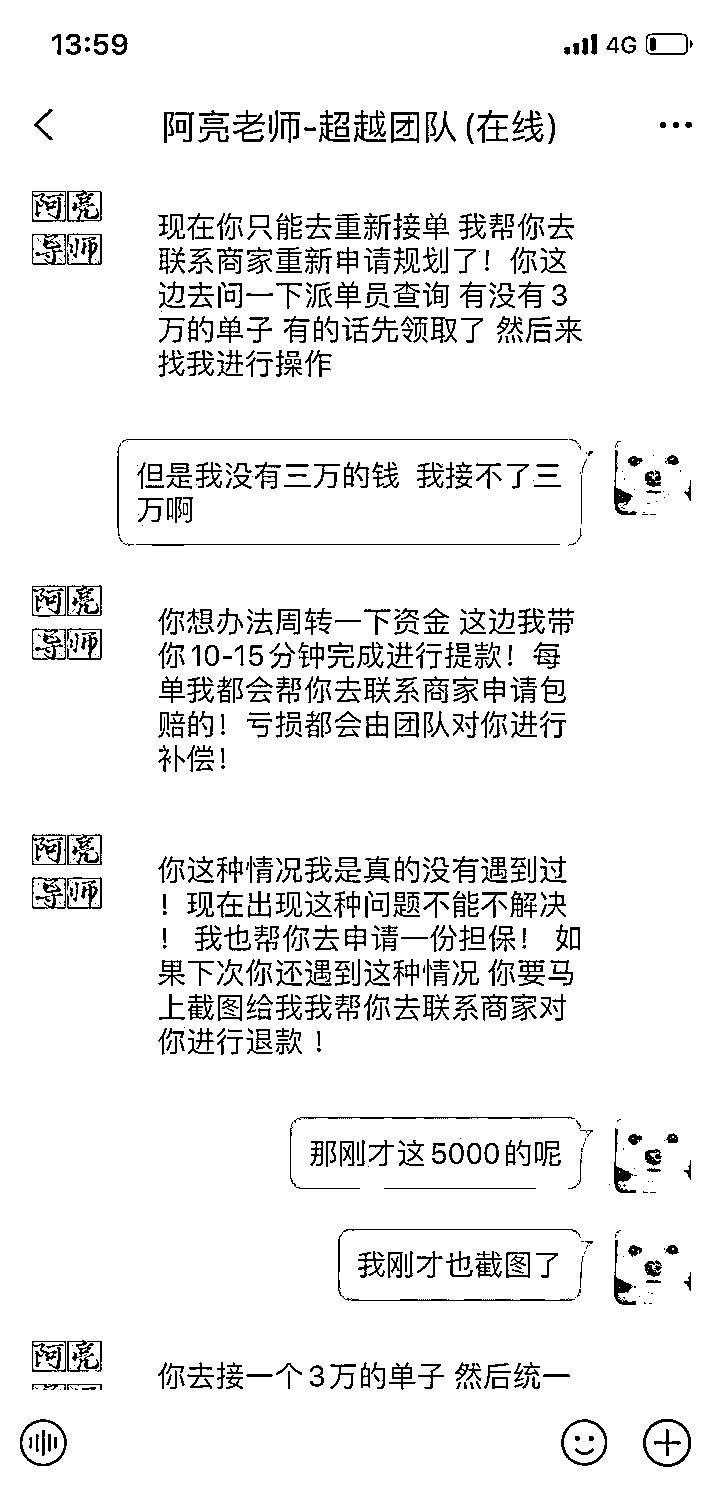 13:59
4G
阿亮老师-超越团队(在线)
阿亮
导师
现在你只能去重新接单 我帮你去
联系商家重新申请规划了！你这
边去问一下派单员查询 有没有3
万的单子 有的话先领取了 然后来
找我进行操作
但是我没有三万的钱 我接不了三
万啊
阿亮
导师
你想办法周转一下资金 这边我带
你10-15分钟完成进行提款！每
单我都会帮你去联系商家申请包
赔的！亏损都会由团队对你进行
补偿！
阿亮
导师
你这种情况我是真的没有遇到过
！现在出现这种问题不能不解决
！ 我也帮你去申请一份担保！ 如
果下次你还遇到这种情况 你要马
上截图给我我帮你去联系商家对
你进行退款！
那刚才这5000的呢
我刚才也截图了
阿亮
你去接一个3万的单子 然后统一